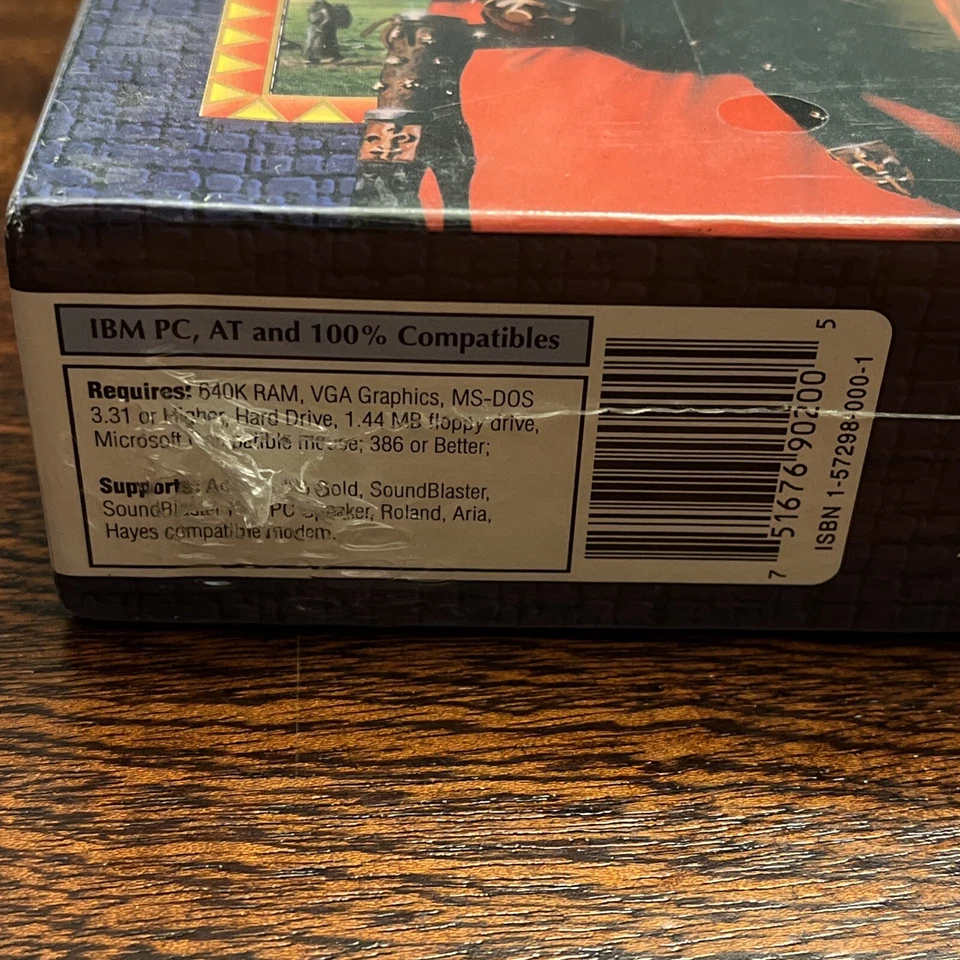 IBM PC, AT and 100% Compatibles
Requires: 640K RAM, VGA Graphics, MS-DOS
3.31 or Higher, Hard Drive, 1.44 MB floppy drive,
Microsoft mouse; 386 or Better;
Supports: Gold, SoundBlaster,
SoundBlaster PC Speaker, Roland, Aria,
Hayes compatible modem.
7 51676 90200 5
ISBN 1-57298-000-1